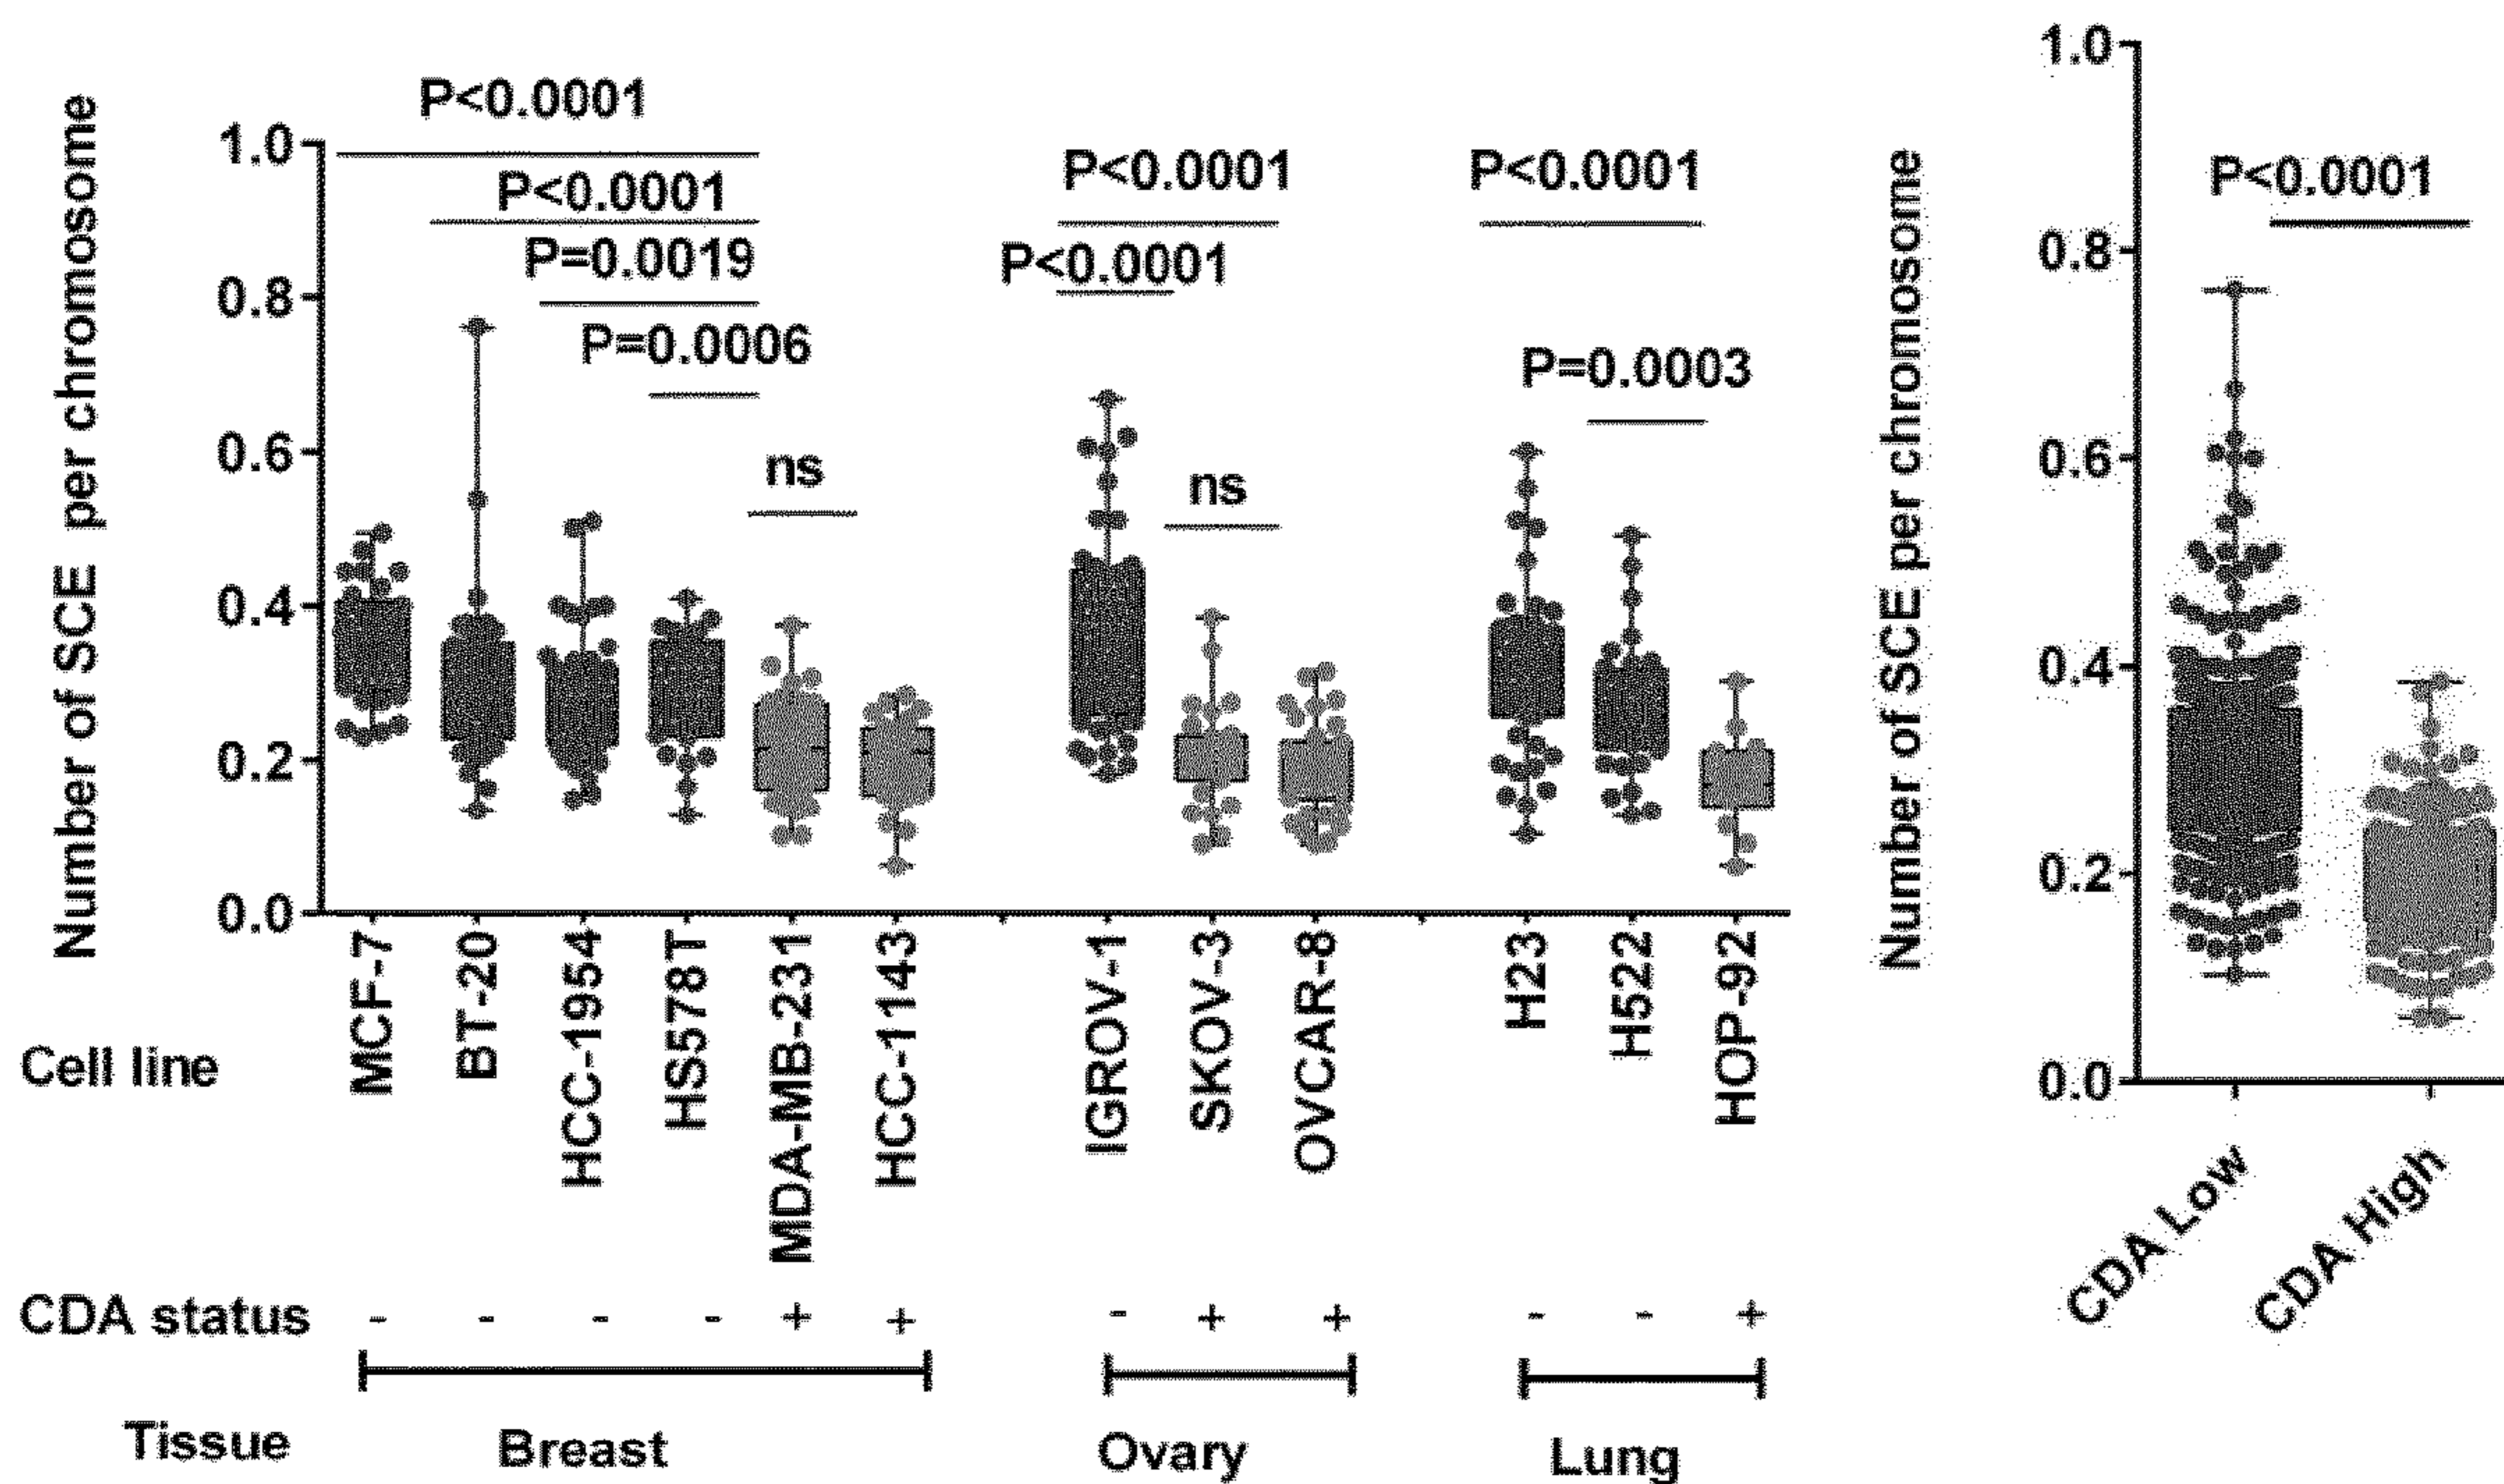 Number of SCE per chromosome
1.0
0.8
0.6
0.4
0.2
0.0
P<0.0001
P<0.0001
P=0.0019
P=0.0006
ns
P<0.0001
P<0.0001
ns
P<0.0001
P=0.0003
Cell line
MCF-7
BT-20
HCC-1954
HS578T
MDA-MB-231
HCC-1143
IGROV-1
SKOV-3
OVCAR-8
H23
H522
HOP-92
CDA status - - - - + + - + + - - +
Tissue Breast Ovary Lung
Number of SCE per chromosome
1.0
0.8
0.6
0.4
0.2
0.0
P<0.0001
CDA Low
CDA High